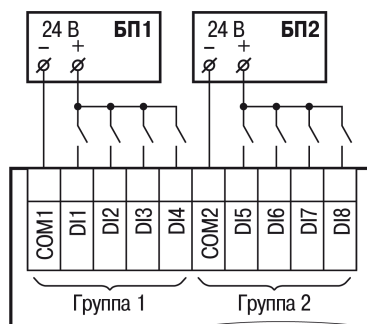 24 В БП1
− +
24 В БП2
− +
COM1 DI1 DI2 DI3 DI4 COM2 DI5 DI6 DI7 DI8
Группа 1 Группа 2